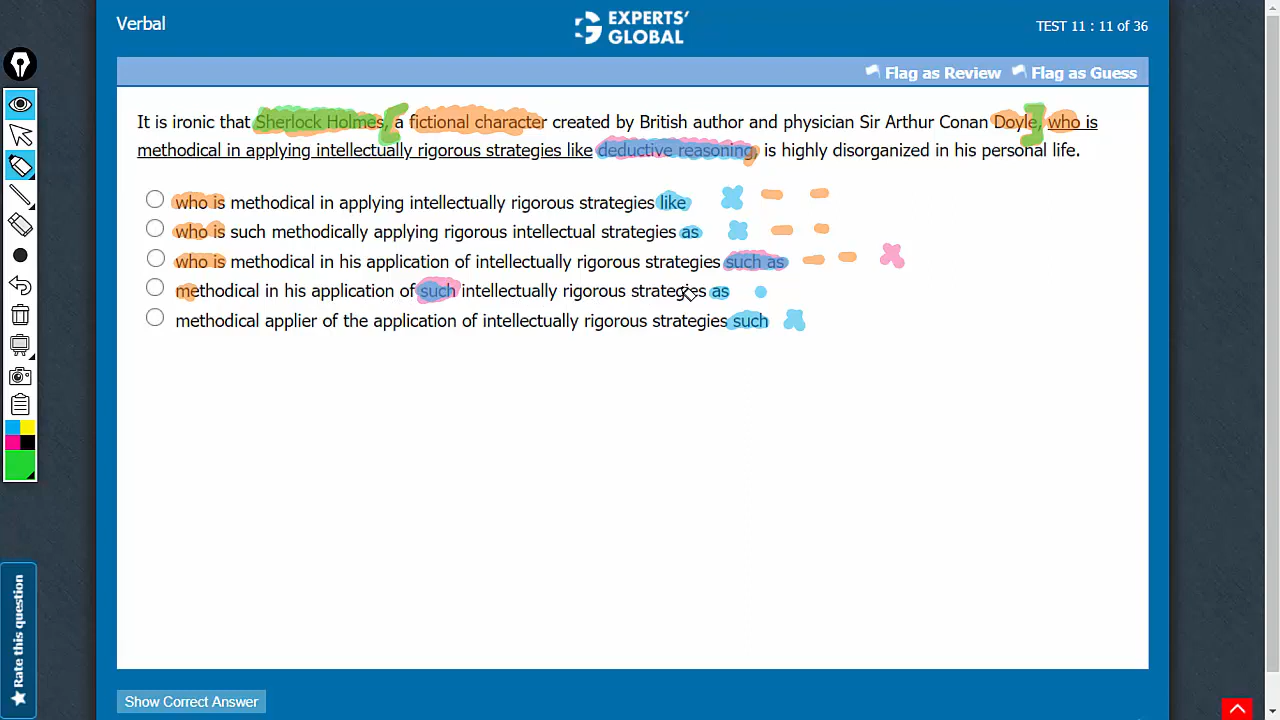 Verbal
EXPERTS'
GLOBAL
TEST 11 : 11 of 36
Flag as Review Flag as Guess
It is ironic that Sherlock Holmes, a fictional character created by British author and physician Sir Arthur Conan Doyle, who is
methodical in applying intellectually rigorous strategies like deductive reasoning, is highly disorganized in his personal life.
who is methodical in applying intellectually rigorous strategies like
who is such methodically applying rigorous intellectual strategies as
who is methodical in his application of intellectually rigorous strategies such as
methodical in his application of such intellectually rigorous strategies as
methodical applier of the application of intellectually rigorous strategies such
Rate this question
Show Correct Answer